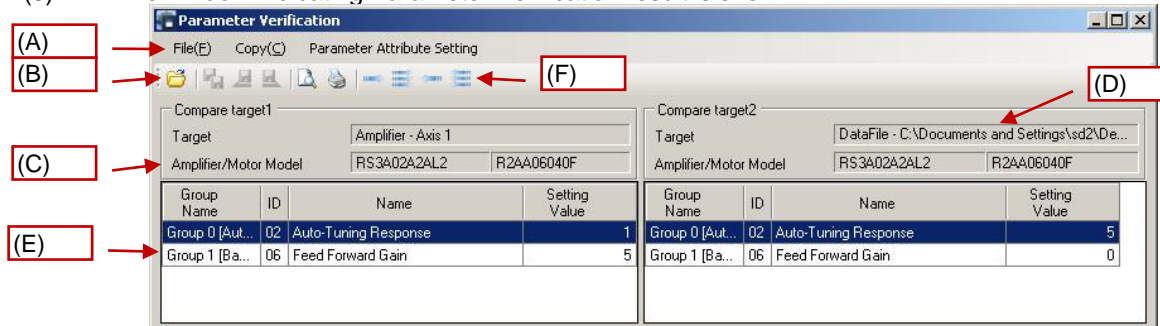 Parameter Verification
(A)
File(F) Copy(C) Parameter Attribute Setting
(B)
(F)
(D)
Compare target1
Compare target2
Target Amplifier - Axis 1
Target DataFile - C:\Documents and Settings\sd2\De...
(C)
Amplifier/Motor Model RS3A02A2AL2 R2AA06040F
Amplifier/Motor Model RS3A02A2AL2 R2AA06040F
Group Name ID Name Setting Value
Group Name ID Name Setting Value
Group 0 [Aut... 02 Auto-Tuning Response 1
Group 0 [Aut... 02 Auto-Tuning Response 5
(E)
Group 1 [Ba... 06 Feed Forward Gain 5
Group 1 [Ba... 06 Feed Forward Gain 0